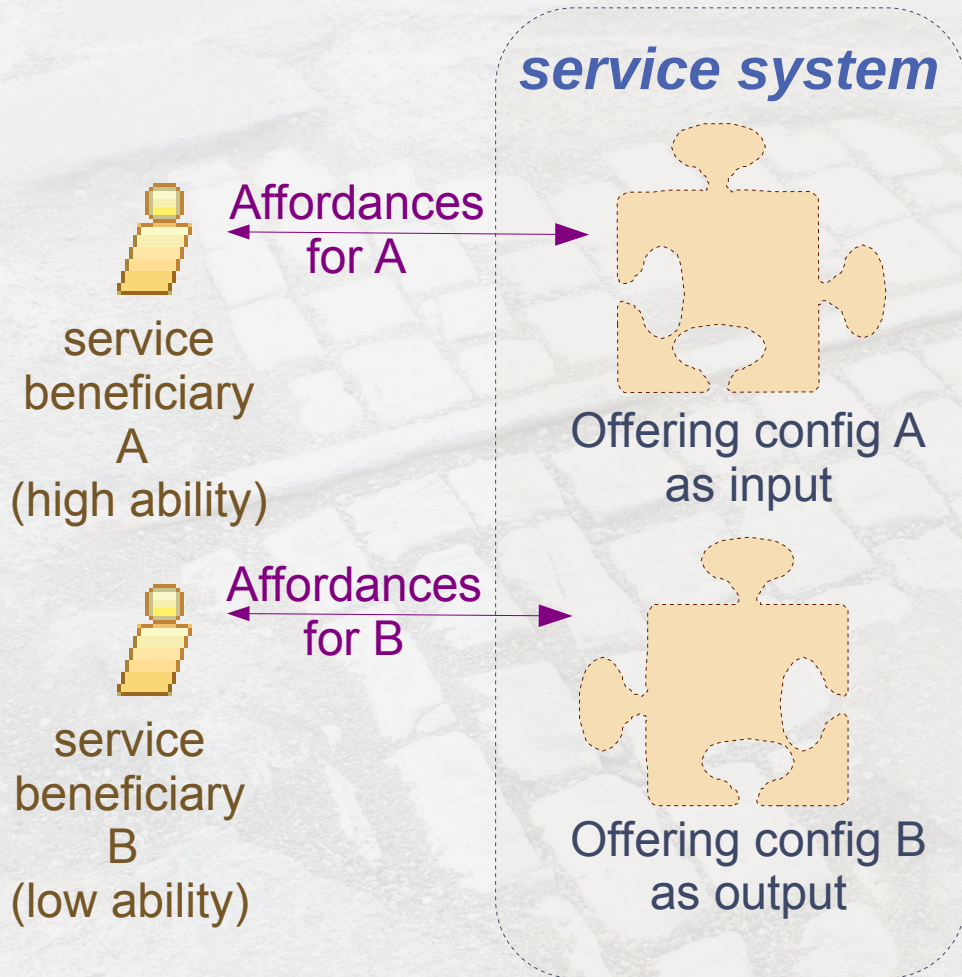 service system
Affordances
for A
service
beneficiary
A
(high ability)
Offering config A
as input
Affordances
for B
service
beneficiary
B
(low ability)
Offering config B
as output